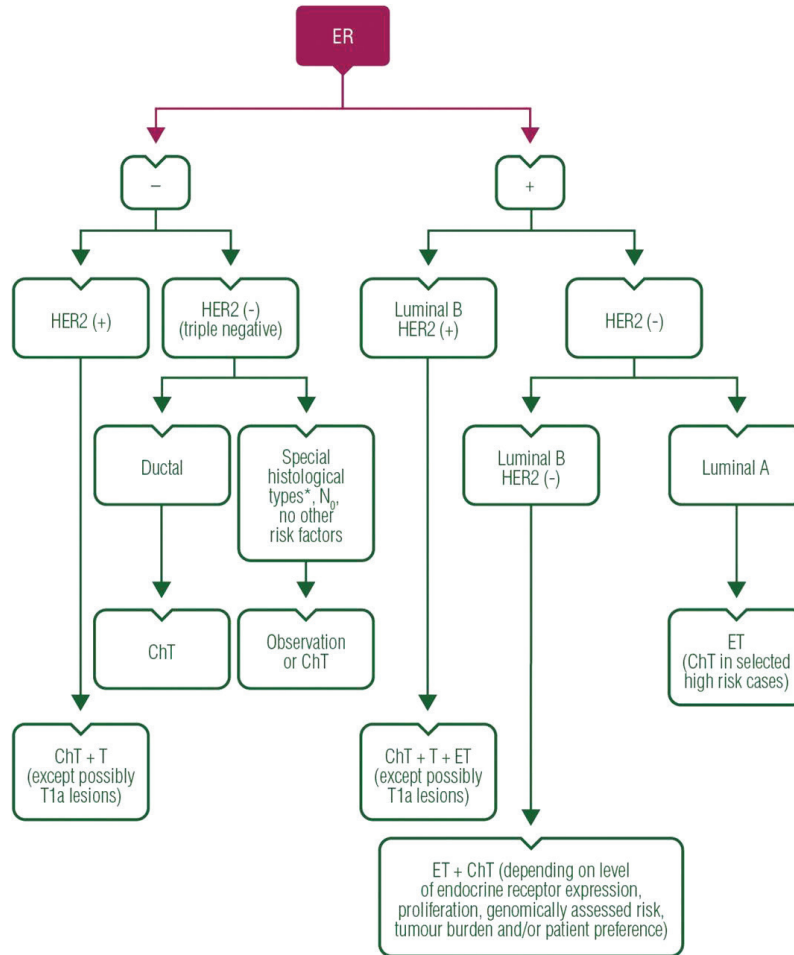 ER
–
+
HER2 (+)
HER2 (-)
(triple negative)
Luminal B
HER2 (+)
HER2 (-)
Ductal
Special
histological
types*, N₀,
no other
risk factors
Luminal B
HER2 (-)
Luminal A
ChT
Observation
or ChT
ET
(ChT in selected
high risk cases)
ChT + T
(except possibly
T1a lesions)
ChT + T + ET
(except possibly
T1a lesions)
ET + ChT (depending on level
of endocrine receptor expression,
proliferation, genomically assessed risk,
tumour burden and/or patient preference)